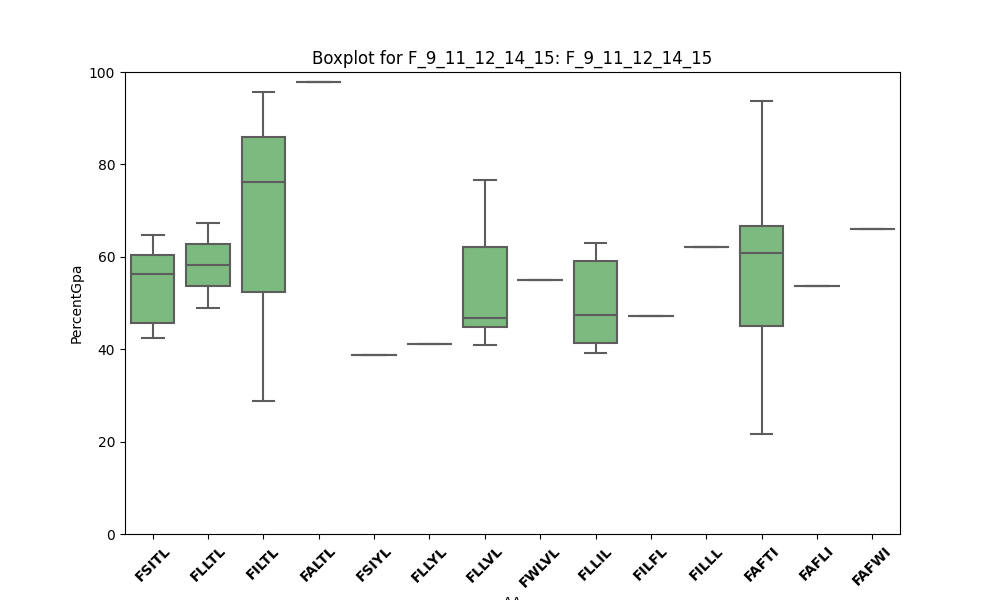 Boxplot for F_9_11_12_14_15: F_9_11_12_14_15
100
80
60
40
20
0
PercentGpa
FSITL
FLLTL
FILTL
FALTL
FSIYL
FLLYL
FLLVL
FWLVL
FLLIL
FILFL
FILLL
FAFTI
FAFLI
FAFWI